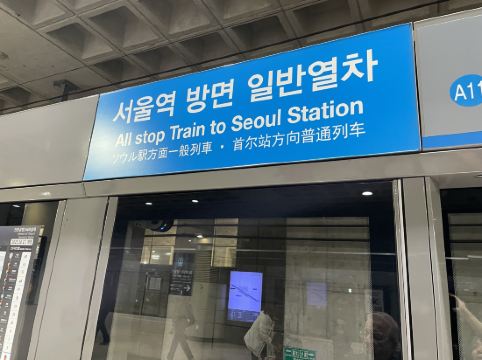 서울역 방면 일반열차
All stop Train to Seoul Station
ソウル駅方面一般列車 · 首尔站方向普通列车